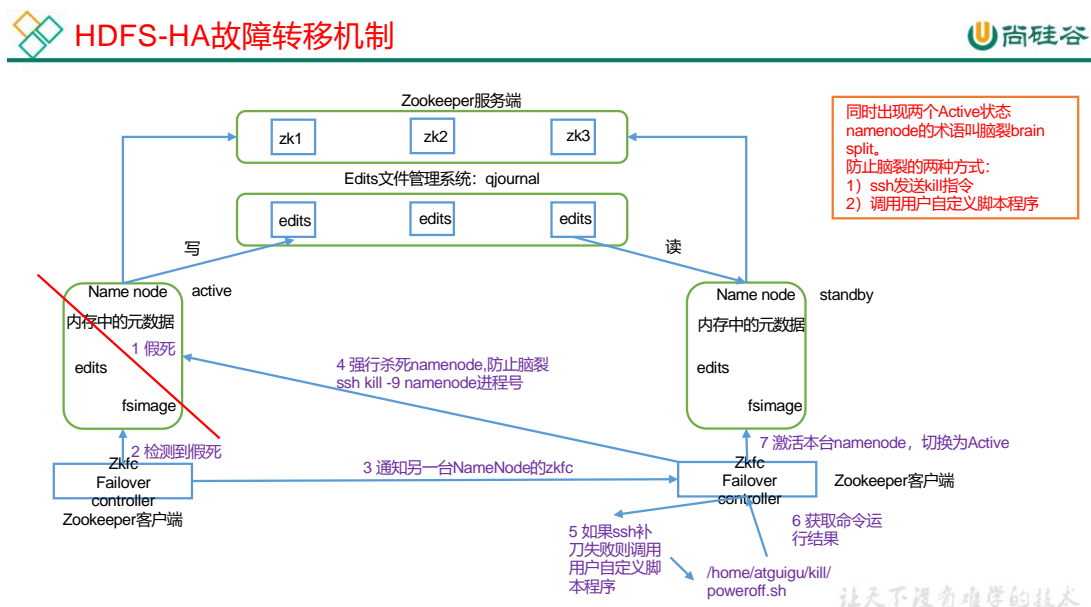 HDFS-HA故障转移机制
尚硅谷
Zookeeper服务端
zk1
zk2
zk3
同时出现两个Active状态
namenode的术语叫脑裂brain
split。
防止脑裂的两种方式：
1）ssh发送kill指令
2）调用用户自定义脚本程序
Edits文件管理系统：qjournal
edits
edits
edits
写
读
Name node
active
内存中的元数据
1 假死
edits
fsimage
Name node
standby
内存中的元数据
edits
fsimage
4 强行杀死namenode,防止脑裂
ssh kill -9 namenode进程号
2 检测到假死
7 激活本台namenode，切换为Active
Zkfc
Failover
controller
Zookeeper客户端
3 通知另一台NameNode的zkfc
Zkfc
Failover
controller
Zookeeper客户端
5 如果ssh补
刀失败则调用
用户自定义脚
本程序
6 获取命令运
行结果
/home/atguigu/kill/
poweroff.sh
让天下没有难学的技术